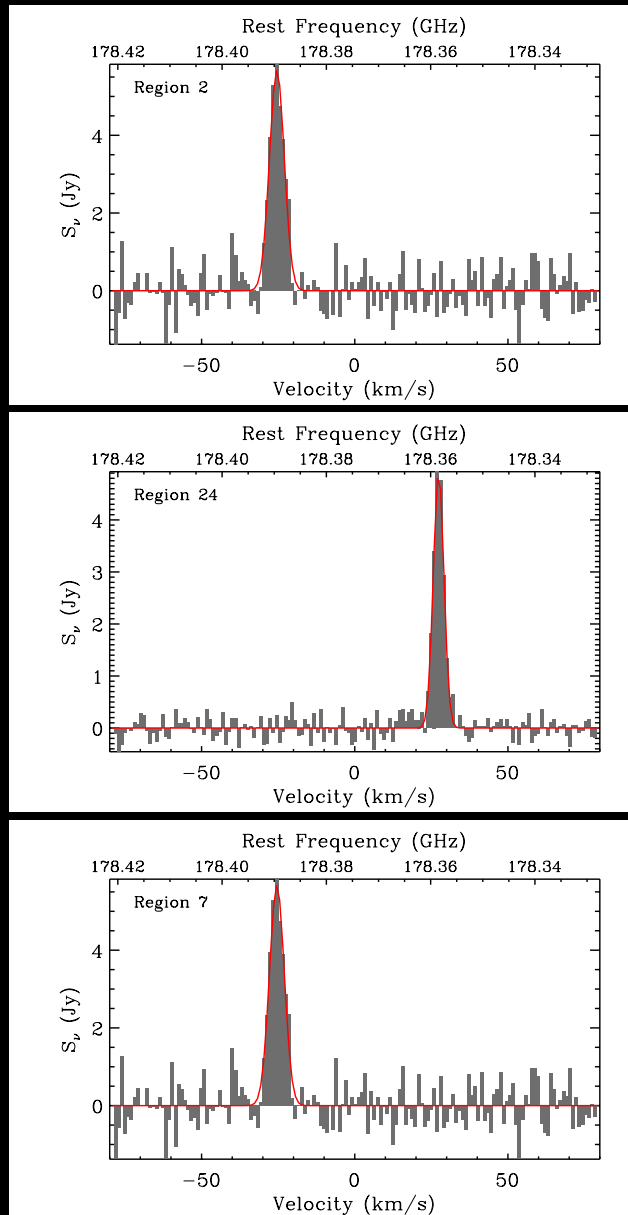 Rest Frequency (GHz)
178.42 178.40 178.38 178.36 178.34
Region 2
4
2
0
S_ν (Jy)
−50 0 50
Velocity (km/s)
Rest Frequency (GHz)
178.42 178.40 178.38 178.36 178.34
Region 24
4
3
2
1
0
S_ν (Jy)
−50 0 50
Velocity (km/s)
Rest Frequency (GHz)
178.42 178.40 178.38 178.36 178.34
Region 7
4
2
0
S_ν (Jy)
−50 0 50
Velocity (km/s)